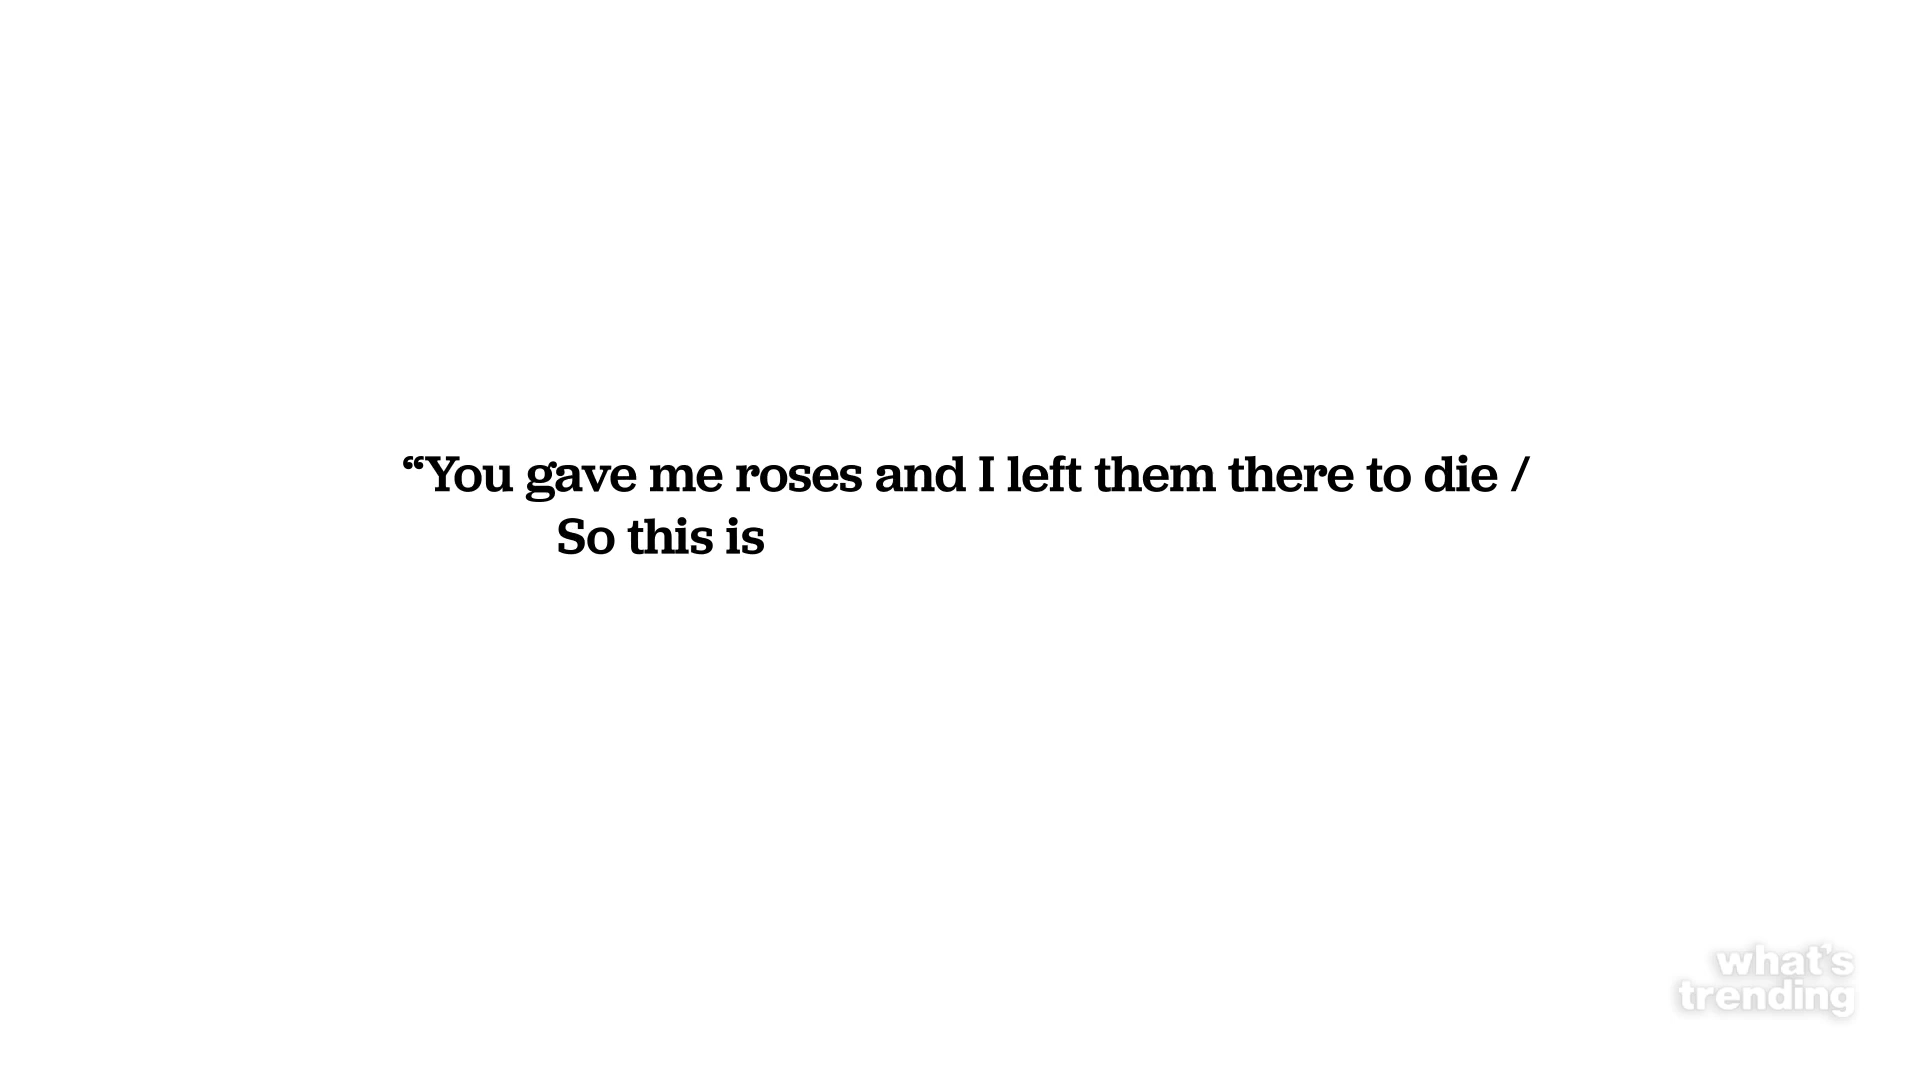 “You gave me roses and I left them there to die /
So this is
what's
trending